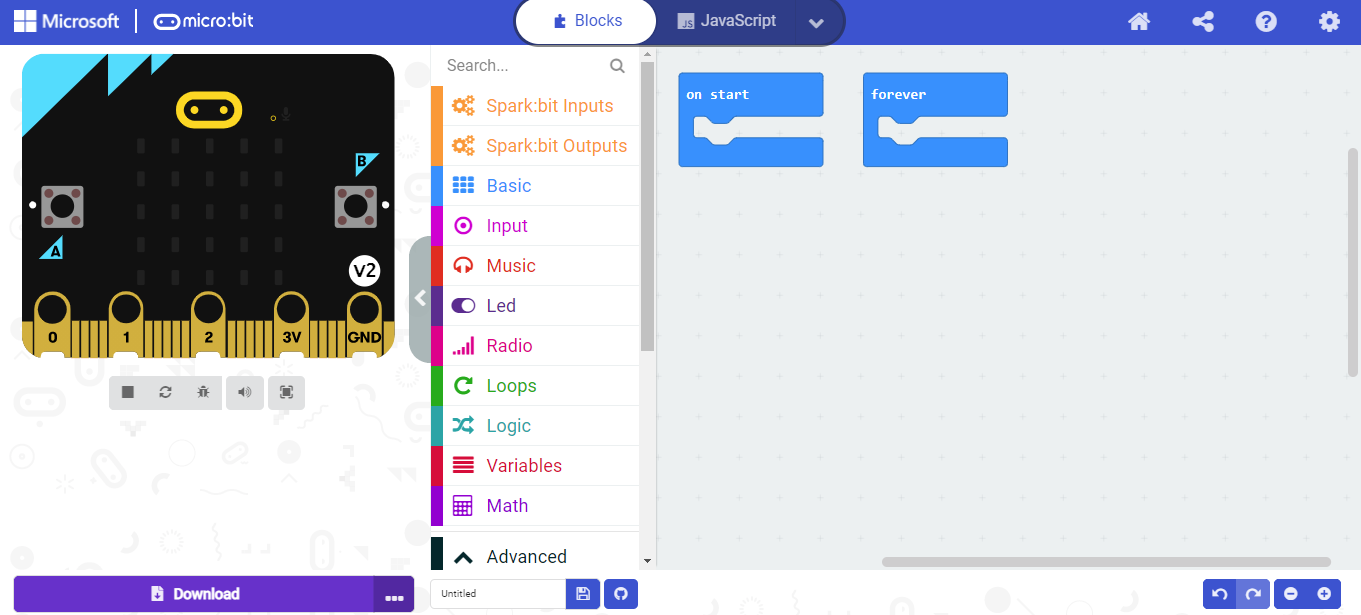 Microsoft
micro:bit
Blocks
JS JavaScript
B
A
V2
0 1 2 3V GND
Search...
Spark:bit Inputs
Spark:bit Outputs
Basic
Input
Music
Led
Radio
Loops
Logic
Variables
Math
Advanced
on start
forever
Download
...
Untitled